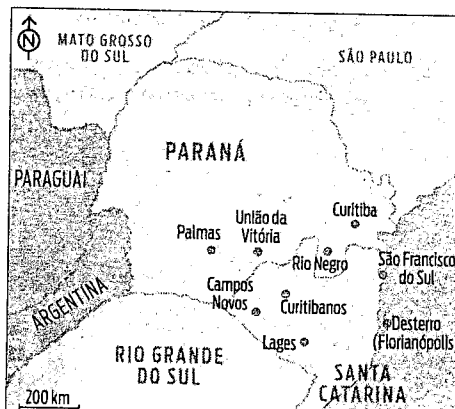 N
MATO GROSSO
DO SUL
SÃO PAULO
PARANÁ
PARAGUAI
Curitiba
União da
Vitória
Palmas
Rio Negro
São Francisco
do Sul
ARGENTINA
Campos
Novos
Curitibanos
Desterro
(Florianópolis)
Lages
RIO GRANDE
DO SUL
SANTA
CATARINA
200 km